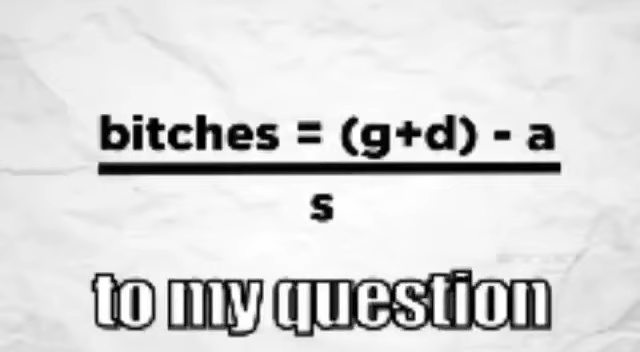 bitches = (g+d) - a
s
to my question